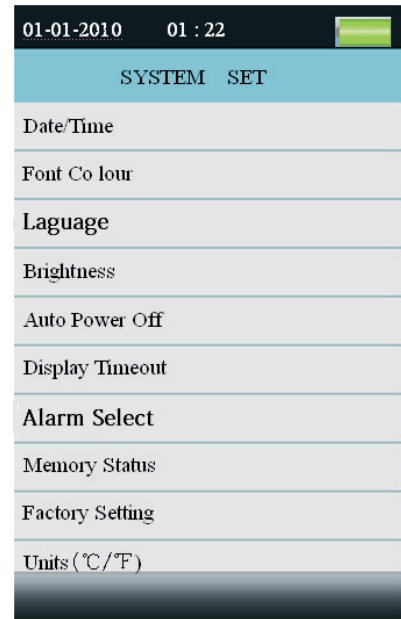 01-01-2010 01 : 22
SYSTEM SET
Date/Time
Font Co lour
Laguage
Brightness
Auto Power Off
Display Timeout
Alarm Select
Memory Status
Factory Setting
Units(℃/℉)